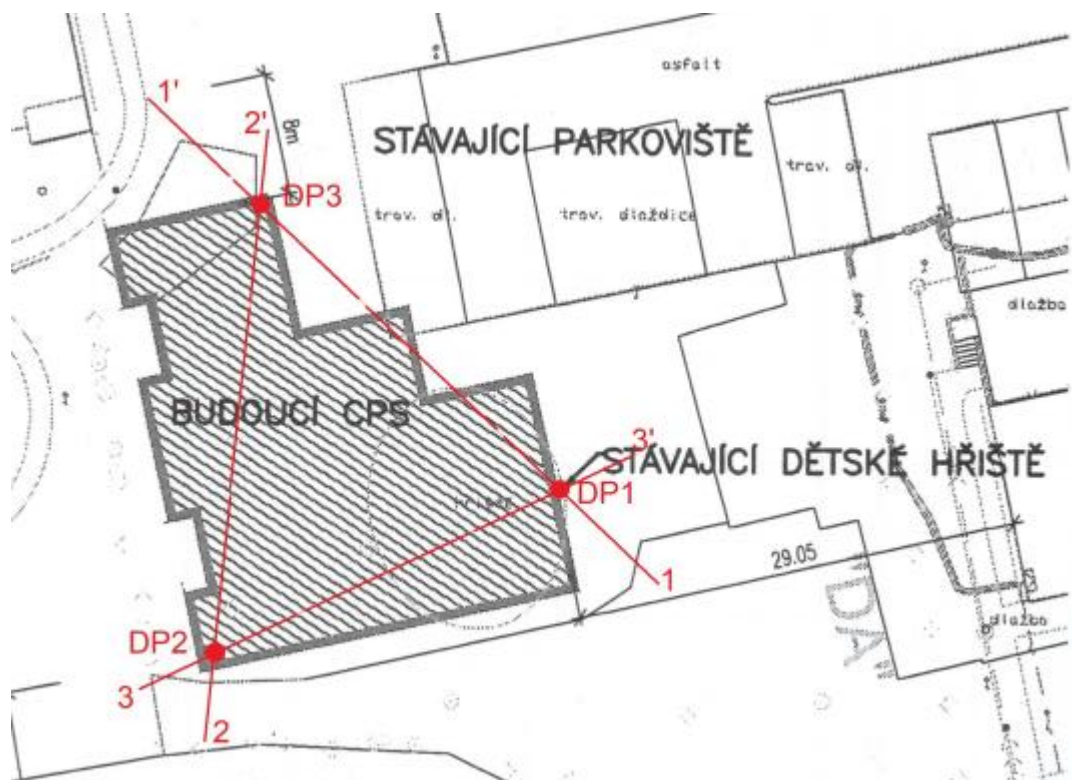 asfalt
1'
2'
8m
STÁVAJÍCÍ PARKOVIŠTĚ
trav. dl.
DP3
trav. dl.
trav. dlaždice
dlažba
BUDOUCÍ CPS
3'
STÁVAJÍCÍ DĚTSKÉ HŘIŠTĚ
DP1
29.05
1
DP2
dlažba
3
2